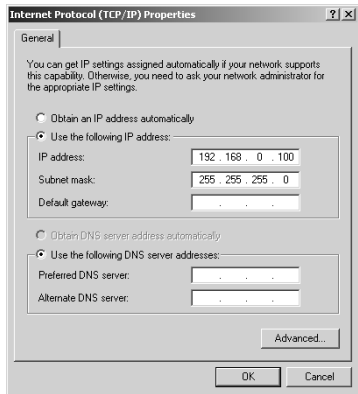 Internet Protocol (TCP/IP) Properties ? X
General
You can get IP settings assigned automatically if your network supports
this capability. Otherwise, you need to ask your network administrator for
the appropriate IP settings.
Obtain an IP address automatically
Use the following IP address:
IP address: 192 . 168 . 0 . 100
Subnet mask: 255 . 255 . 255 . 0
Default gateway: . . .
Obtain DNS server address automatically
Use the following DNS server addresses:
Preferred DNS server: . . .
Alternate DNS server: . . .
Advanced...
OK Cancel